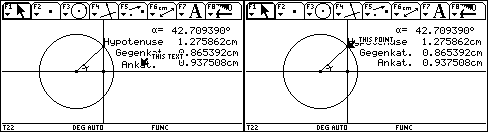 F1 F2 F3 F4 F5 F6 F7 F8
α= 42.709390°
Hypotenuse 1.275862cm
Gegenkat. 0.865392cm
THIS TEXT
Ankat. 0.937508cm
T22 DEG AUTO FUNC
F1 F2 F3 F4 F5 F6 F7 F8
α= 42.709390°
THIS POINT
1.275862cm
Gegenkat. 0.865392cm
Ankat. 0.937508cm
T22 DEG AUTO FUNC